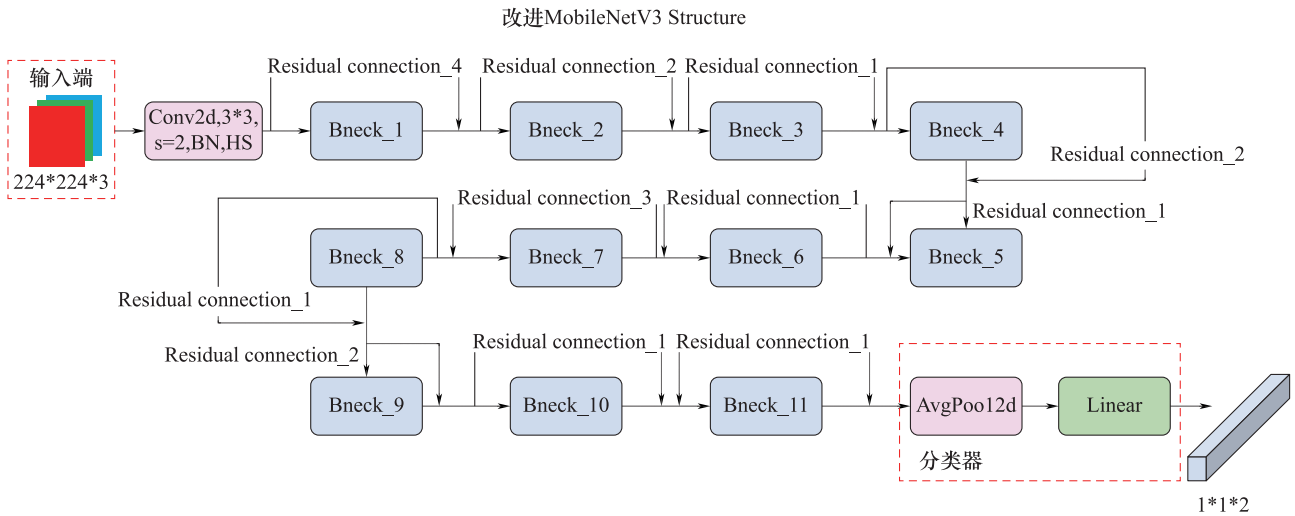 改进MobileNetV3 Structure
输入端
224*224*3
Conv2d,3*3,
s=2,BN,HS
Residual connection_4
Residual connection_2
Residual connection_1
Bneck_1
Bneck_2
Bneck_3
Bneck_4
Residual connection_2
Residual connection_3
Residual connection_1
Residual connection_1
Bneck_8
Bneck_7
Bneck_6
Bneck_5
Residual connection_1
Residual connection_2
Residual connection_1
Residual connection_1
Bneck_9
Bneck_10
Bneck_11
AvgPoo12d
Linear
分类器
1*1*2